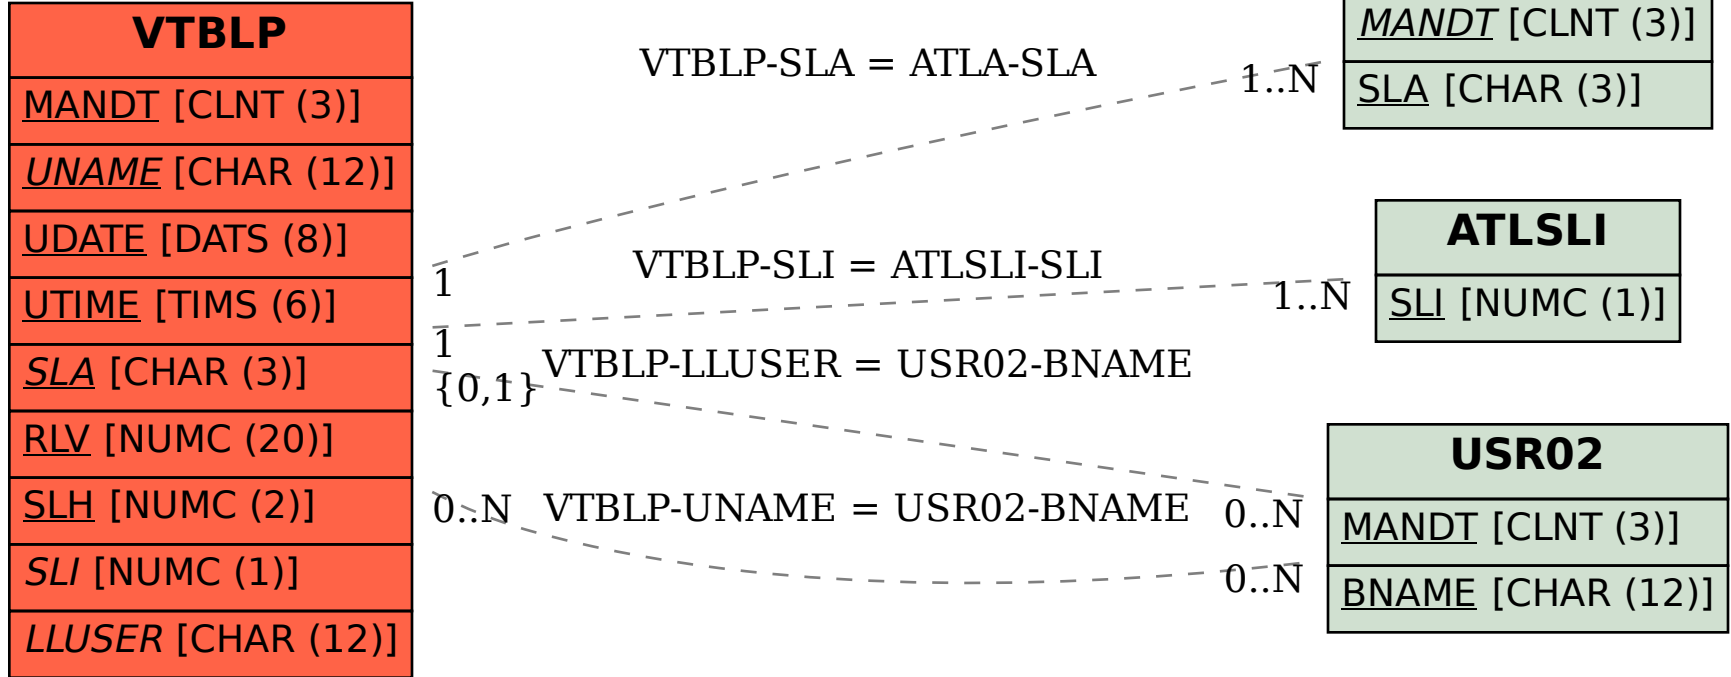 VTBLP
MANDT [CLNT (3)]
UNAME [CHAR (12)]
UDATE [DATS (8)]
UTIME [TIMS (6)]
SLA [CHAR (3)]
RLV [NUMC (20)]
SLH [NUMC (2)]
SLI [NUMC (1)]
LLUSER [CHAR (12)]
VTBLP-SLA = ATLA-SLA
1..N
1
VTBLP-SLI = ATLSLI-SLI
1..N
1
VTBLP-LLUSER = USR02-BNAME
{0,1}
0..N
VTBLP-UNAME = USR02-BNAME
0..N
0..N
MANDT [CLNT (3)]
SLA [CHAR (3)]
ATLSLI
SLI [NUMC (1)]
USR02
MANDT [CLNT (3)]
BNAME [CHAR (12)]